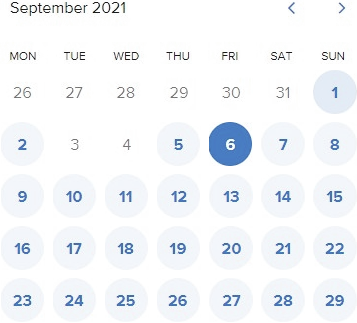 September 2021
MON TUE WED THU FRI SAT SUN
26 27 28 29 30 31 1
2 3 4 5 6 7 8
9 10 11 12 13 14 15
16 17 18 19 20 21 22
23 24 25 26 27 28 29